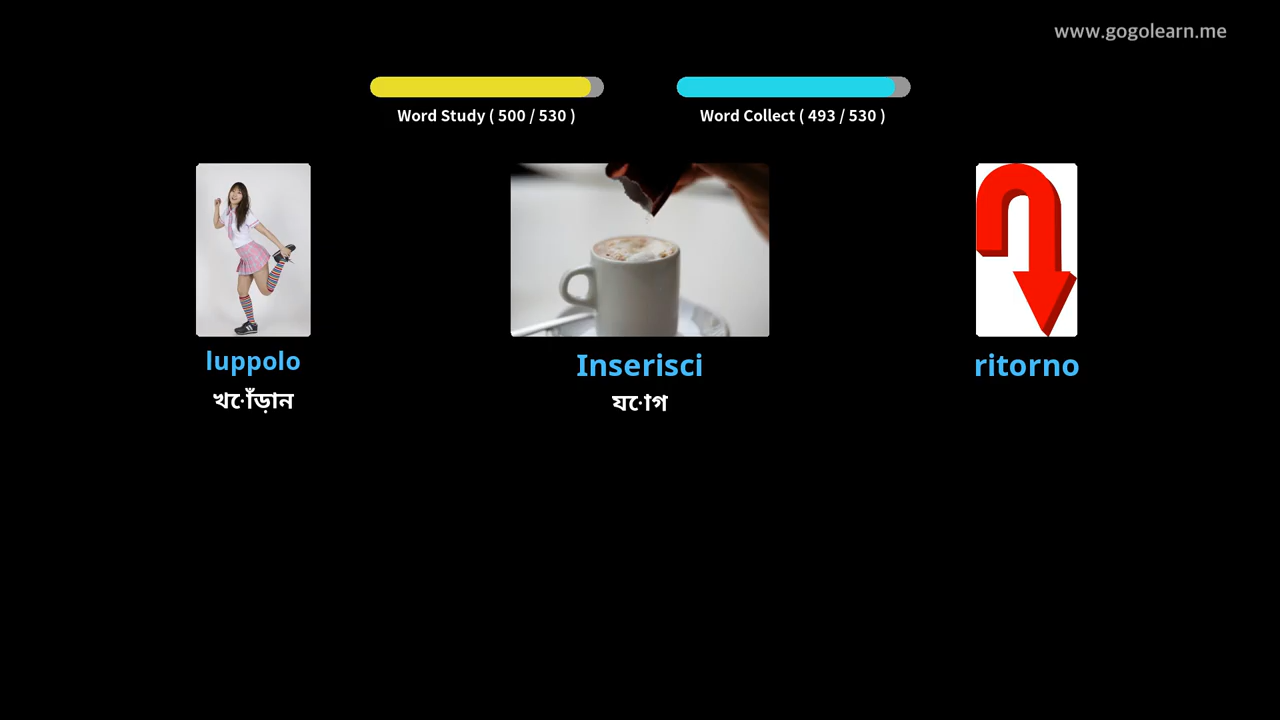 www.gogolearn.me
Word Study ( 500 / 530 )
Word Collect ( 493 / 530 )
luppolo
Inserisci
ritorno
খোঁড়ান
যোগ